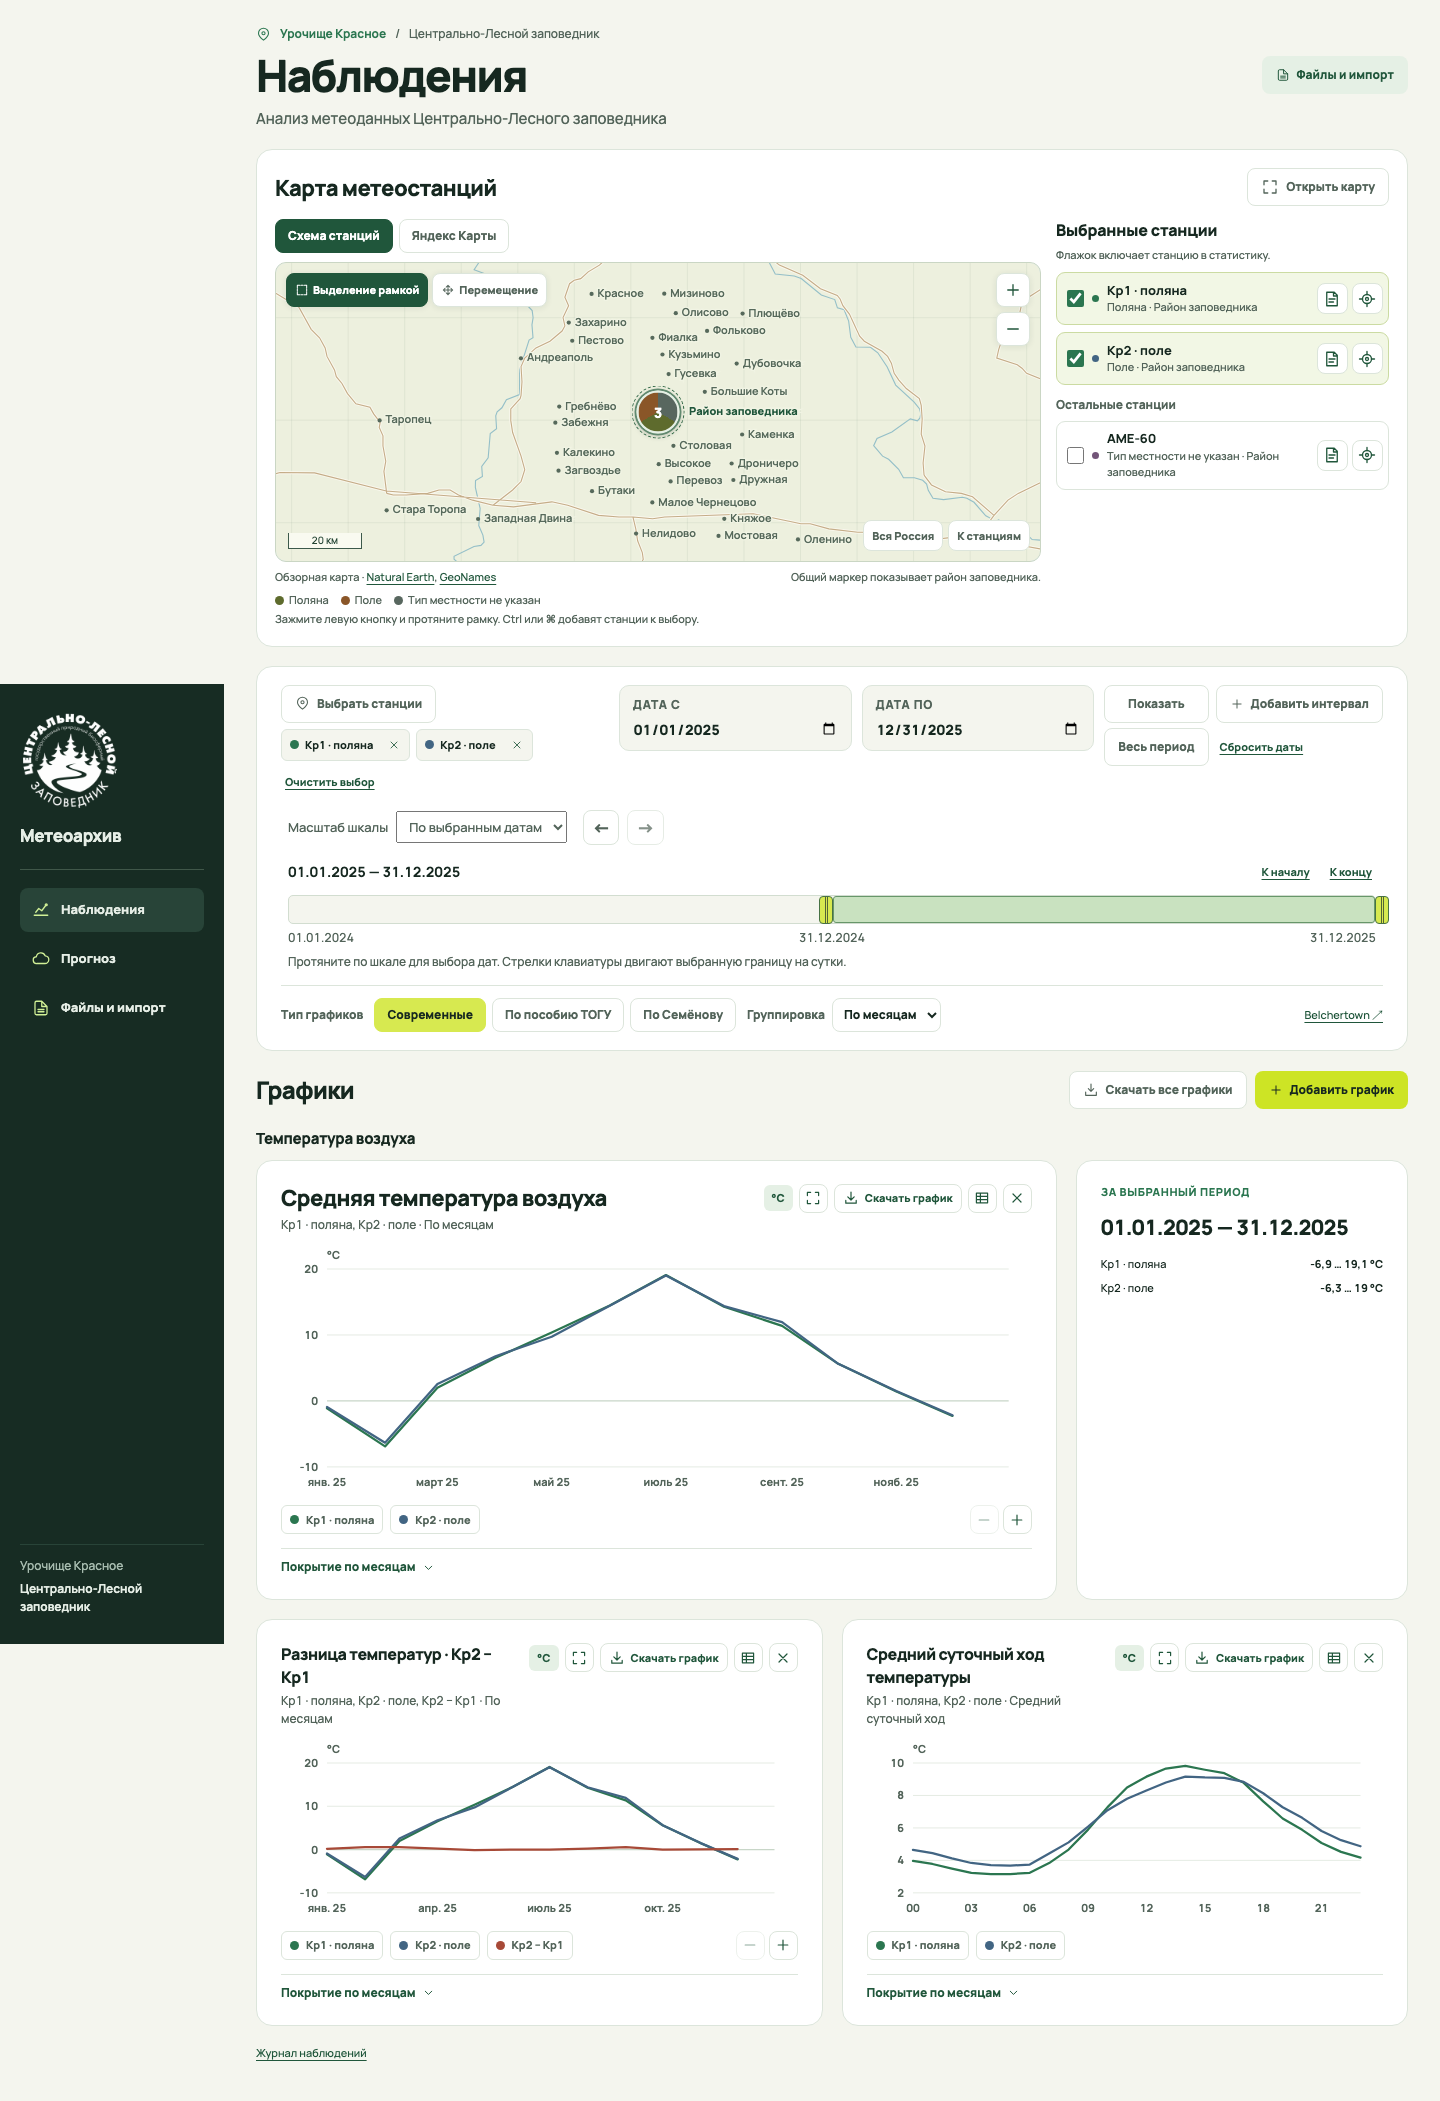 Урочище Красное / Центрально-Лесной заповедник
Наблюдения
Файлы и импорт
Анализ метеоданных Центрально-Лесного заповедника
Карта метеостанций
Открыть карту
Схема станций
Яндекс Карты
Выделение рамкой
Перемещение
Красное
Мизиново
Олисово
Плющёво
Захарино
Фольково
Пестово
Фиалка
Андреаполь
Кузьмино
Дубовочка
Гусевка
Большие Коты
Гребнёво
3
Район заповедника
Таропец
Забежня
Каменка
Столовая
Калекино
Высокое
Дроничеро
Загвоздье
Перевоз
Дружная
Бутаки
Малое Чернецово
Стара Торопа
Западная Двина
Княжое
Нелидово
Мостовая
Оленино
20 км
Вся Россия
К станциям
Обзорная карта · Natural Earth, GeoNames
Общий маркер показывает район заповедника.
Поляна
Поле
Тип местности не указан
Зажмите левую кнопку и протяните рамку. Ctrl или ⌘ добавят станции к выбору.
Выбранные станции
Флажок включает станцию в статистику.
Кр1 · поляна
Поляна · Район заповедника
Кр2 · поле
Поле · Район заповедника
Остальные станции
АМЕ-60
Тип местности не указан · Район
заповедника
ЦЕНТРАЛЬНО-ЛЕСНОЙ
ЗАПОВЕДНИК
Метеоархив
Наблюдения
Прогноз
Файлы и импорт
Урочище Красное
Центрально-Лесной
заповедник
Выбрать станции
Кр1 · поляна
Кр2 · поле
Очистить выбор
ДАТА С
01/01/2025
ДАТА ПО
12/31/2025
Показать
Добавить интервал
Весь период
Сбросить даты
Масштаб шкалы
По выбранным датам
01.01.2025 — 31.12.2025
К началу
К концу
01.01.2024
31.12.2024
31.12.2025
Протяните по шкале для выбора дат. Стрелки клавиатуры двигают выбранную границу на сутки.
Тип графиков
Современные
По пособию ТОГУ
По Семёнову
Группировка
По месяцам
Belchertown ↗
Графики
Скачать все графики
Добавить график
Температура воздуха
Средняя температура воздуха
°C
Скачать график
Кр1 · поляна, Кр2 · поле · По месяцам
°C
20
10
0
-10
янв. 25
март 25
май 25
июль 25
сент. 25
нояб. 25
Кр1 · поляна
Кр2 · поле
Покрытие по месяцам
ЗА ВЫБРАННЫЙ ПЕРИОД
01.01.2025 — 31.12.2025
Кр1 · поляна
-6,9 … 19,1 °C
Кр2 · поле
-6,3 … 19 °C
Разница температур · Кр2 −
Кр1
°C
Скачать график
Кр1 · поляна, Кр2 · поле, Кр2 − Кр1 · По
месяцам
°C
20
10
0
-10
янв. 25
апр. 25
июль 25
окт. 25
Кр1 · поляна
Кр2 · поле
Кр2 − Кр1
Покрытие по месяцам
Средний суточный ход
температуры
°C
Скачать график
Кр1 · поляна, Кр2 · поле · Средний
суточный ход
°C
10
8
6
4
2
00
03
06
09
12
15
18
21
Кр1 · поляна
Кр2 · поле
Покрытие по месяцам
Журнал наблюдений